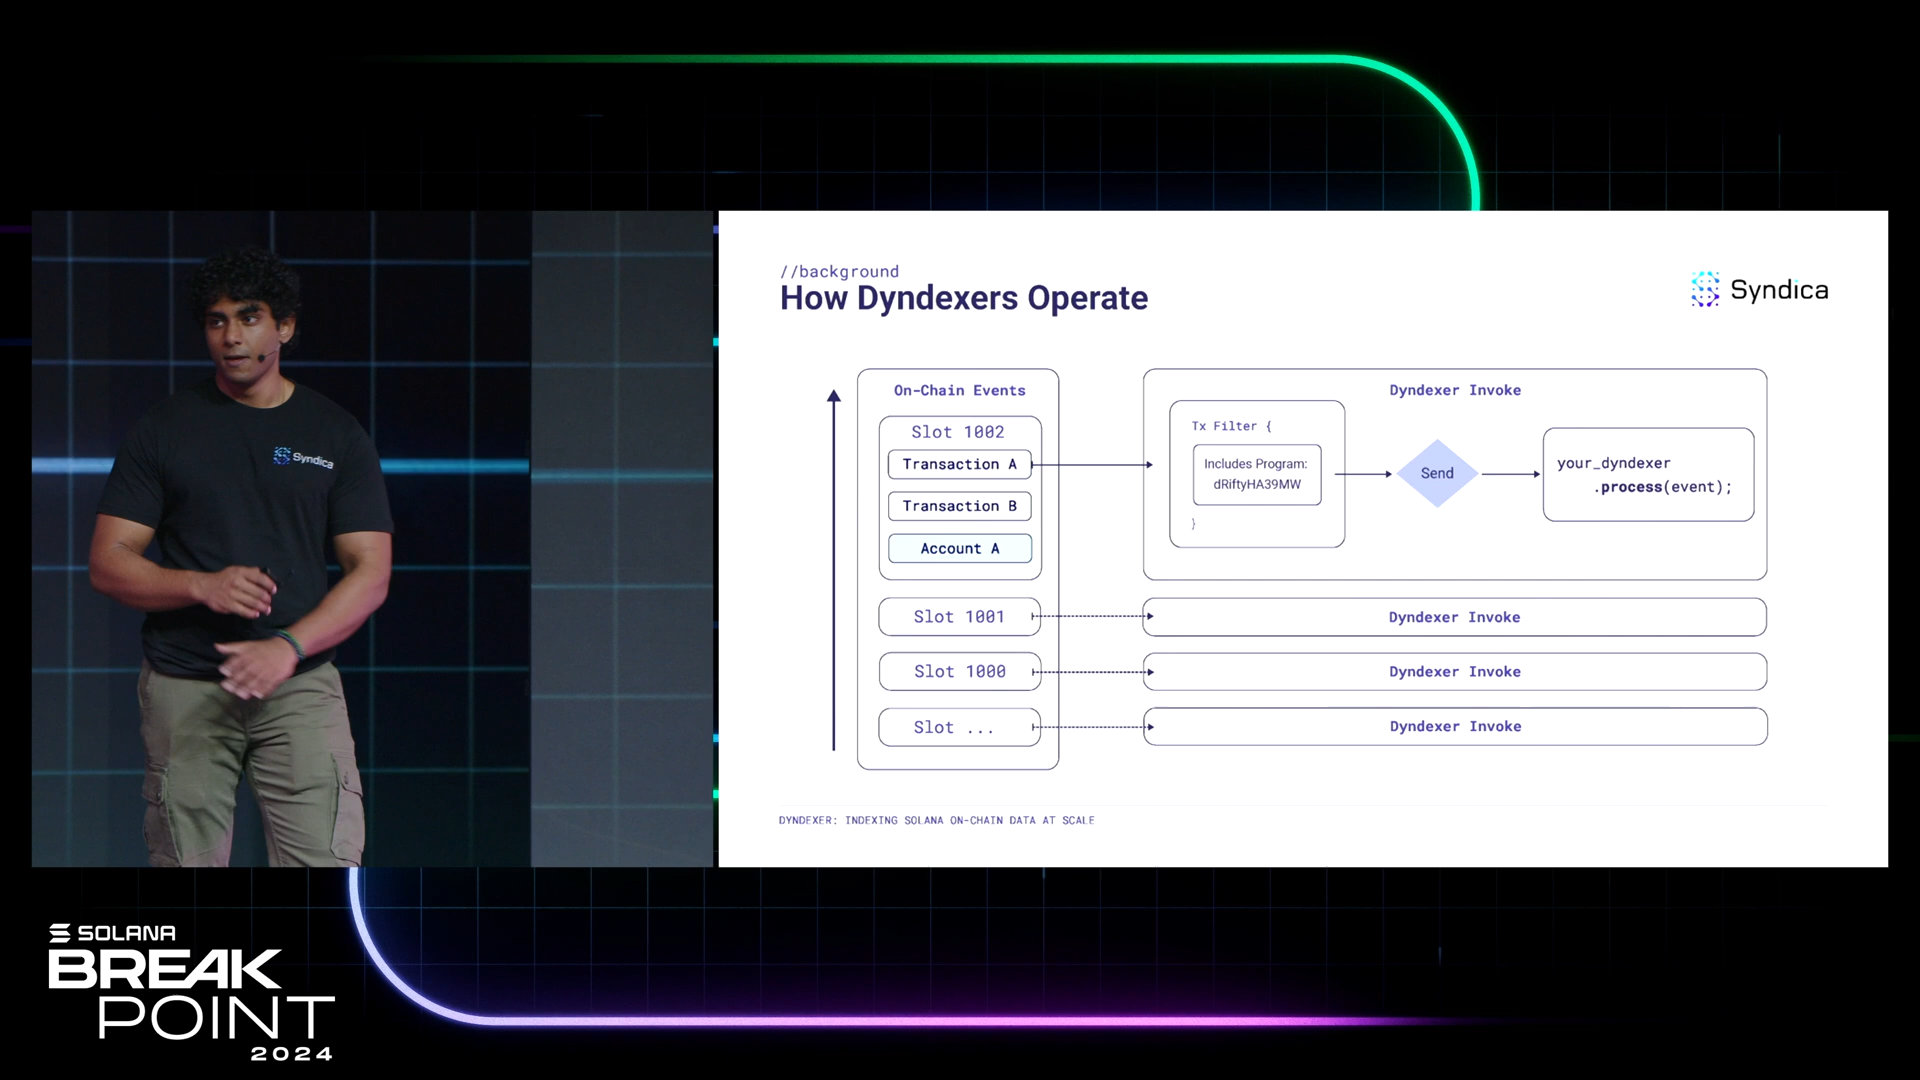 //background
How Dyndexers Operate
Syndica
On-Chain Events
Slot 1002
Transaction A
Transaction B
Account A
Slot 1001
Slot 1000
Slot ...
Dyndexer Invoke
Tx Filter {
Includes Program:
dRiftyHA39MW
}
Send
your_dyndexer
.process(event);
Dyndexer Invoke
Dyndexer Invoke
Dyndexer Invoke
DYNDEXER: INDEXING SOLANA ON-CHAIN DATA AT SCALE
Syndica
SOLANA
BREAK
POINT
2024